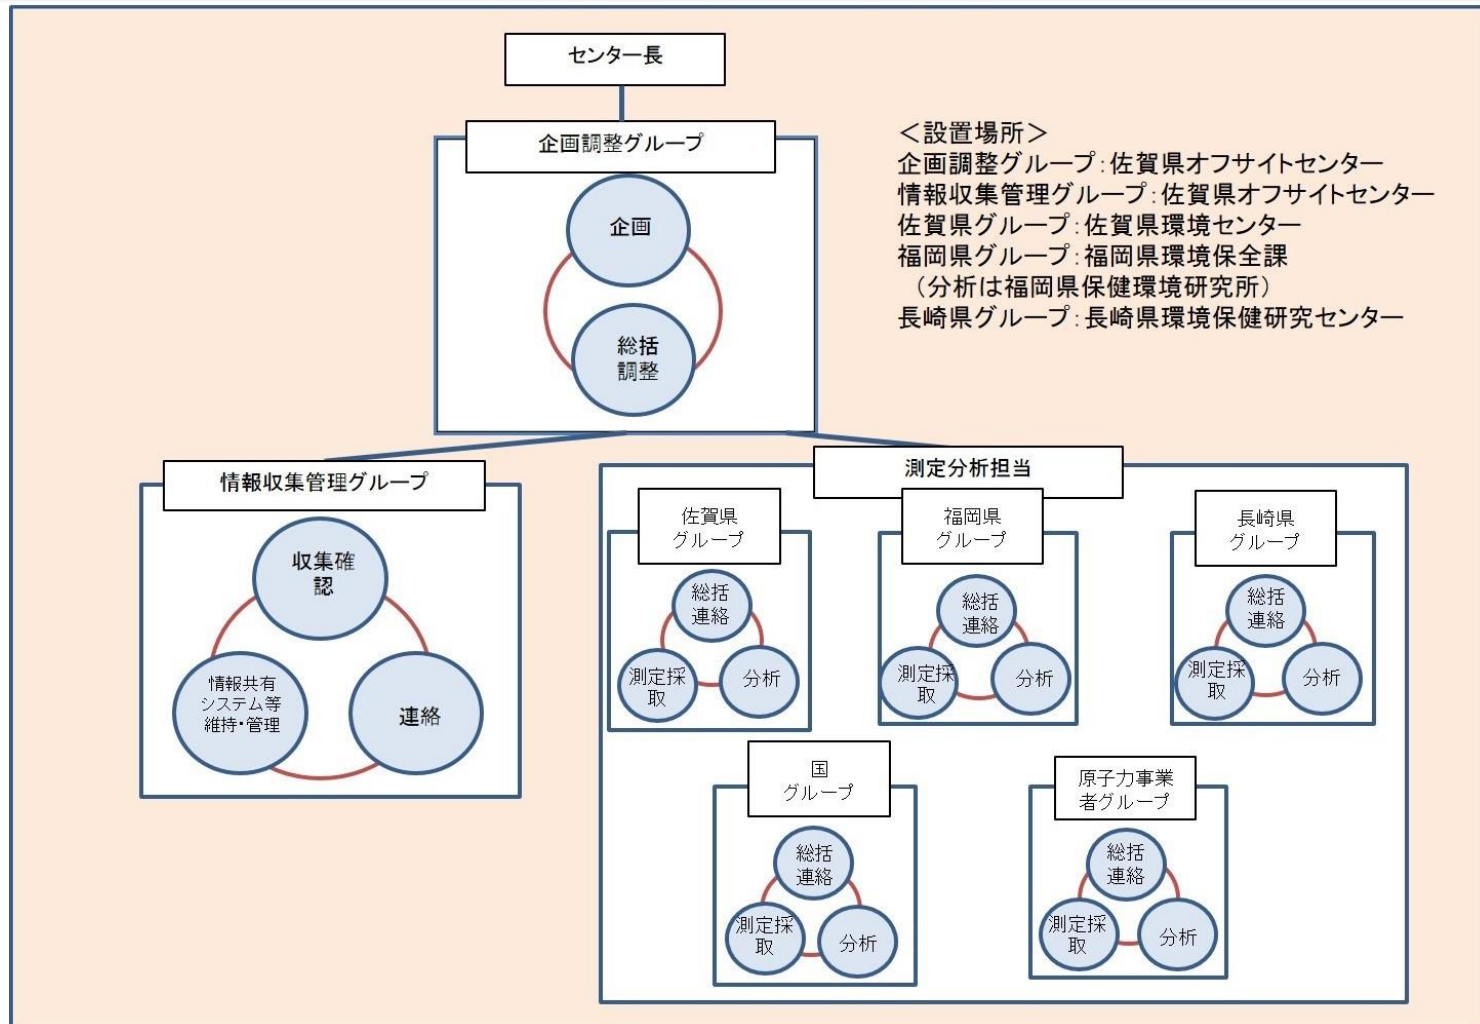 センター長
企画調整グループ
企画
総括
調整
＜設置場所＞
企画調整グループ：佐賀県オフサイトセンター
情報収集管理グループ：佐賀県オフサイトセンター
佐賀県グループ：佐賀県環境センター
福岡県グループ：福岡県環境保全課
（分析は福岡県保健環境研究所）
長崎県グループ：長崎県環境保健研究センター
情報収集管理グループ
収集確
認
情報共有
システム等
維持・管理
連絡
測定分析担当
佐賀県
グループ
総括
連絡
測定採
取
分析
福岡県
グループ
総括
連絡
測定採
取
分析
長崎県
グループ
総括
連絡
測定採
取
分析
国
グループ
総括
連絡
測定採
取
分析
原子力事業
者グループ
総括
連絡
測定採
取
分析